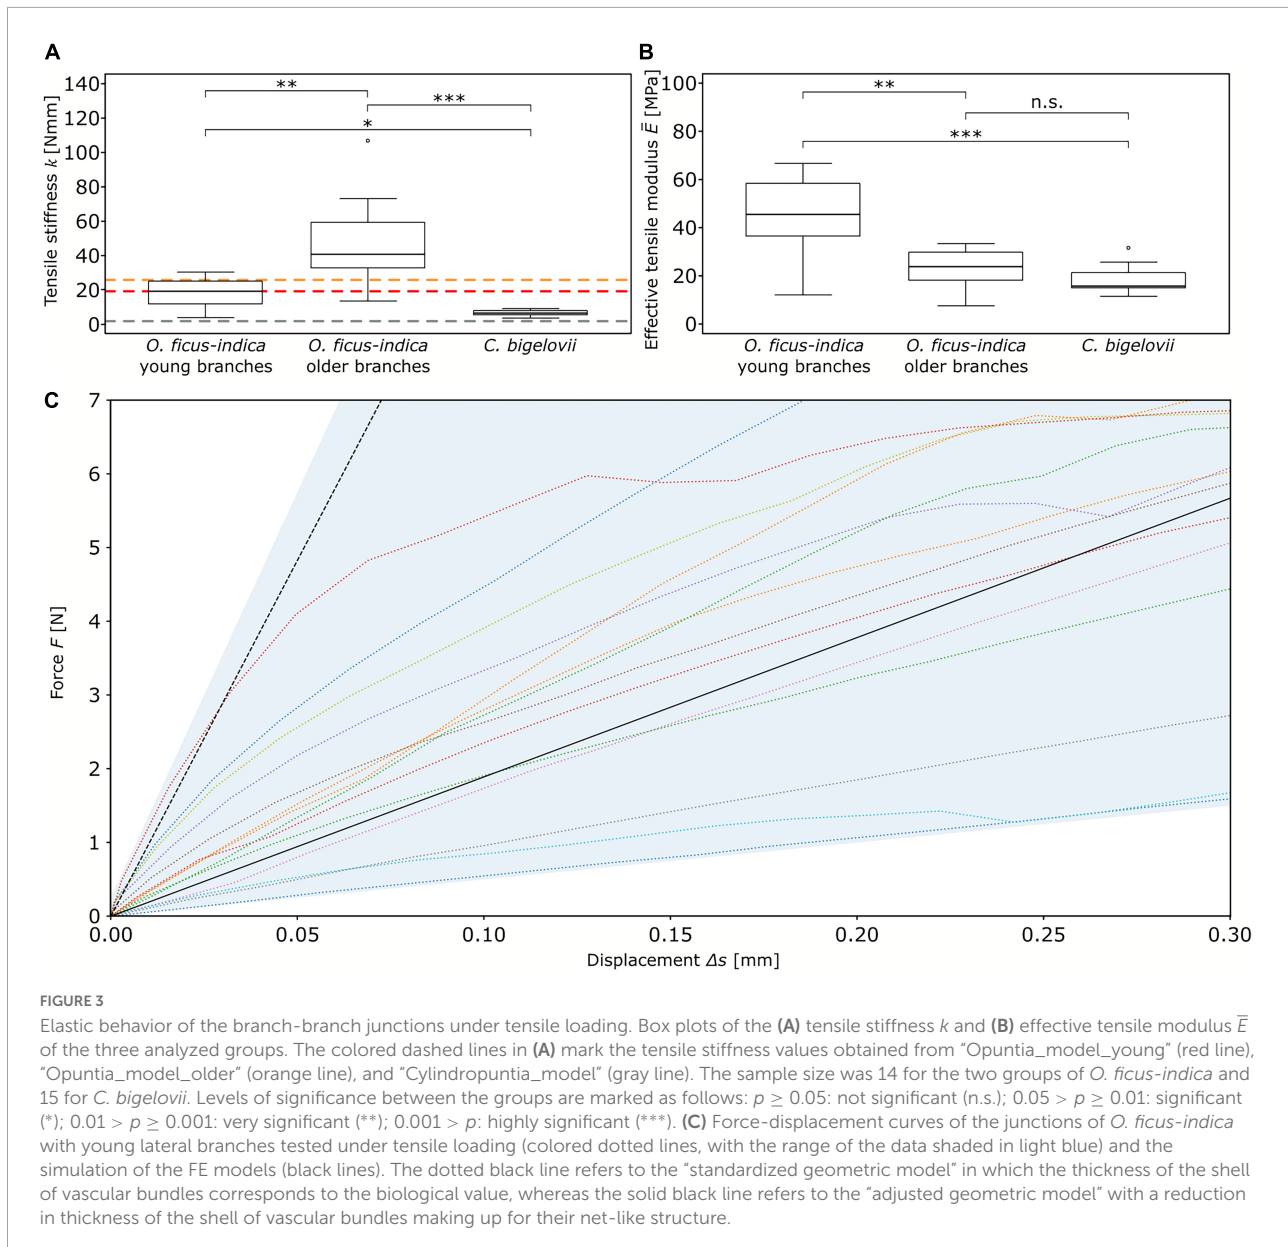 A
B
Tensile stiffness k [Nmm]
140
120
100
80
60
40
20
0
**
***
*
O. ficus-indica
young branches
O. ficus-indica
older branches
C. bigelovii
Effective tensile modulus E̅ [MPa]
100
80
60
40
20
0
**
n.s.
***
O. ficus-indica
young branches
O. ficus-indica
older branches
C. bigelovii
C
Force F [N]
7
6
5
4
3
2
1
0
0.00 0.05 0.10 0.15 0.20 0.25 0.30
Displacement Δs [mm]
FIGURE 3
Elastic behavior of the branch-branch junctions under tensile loading. Box plots of the (A) tensile stiffness k and (B) effective tensile modulus E̅
of the three analyzed groups. The colored dashed lines in (A) mark the tensile stiffness values obtained from “Opuntia_model_young” (red line),
“Opuntia_model_older” (orange line), and “Cylindropuntia_model” (gray line). The sample size was 14 for the two groups of O. ficus-indica and
15 for C. bigelovii. Levels of significance between the groups are marked as follows: p ≥ 0.05: not significant (n.s.); 0.05 > p ≥ 0.01: significant
(*); 0.01 > p ≥ 0.001: very significant (**); 0.001 > p: highly significant (***). (C) Force-displacement curves of the junctions of O. ficus-indica
with young lateral branches tested under tensile loading (colored dotted lines, with the range of the data shaded in light blue) and the
simulation of the FE models (black lines). The dotted black line refers to the “standardized geometric model” in which the thickness of the shell
of vascular bundles corresponds to the biological value, whereas the solid black line refers to the “adjusted geometric model” with a reduction
in thickness of the shell of vascular bundles making up for their net-like structure.